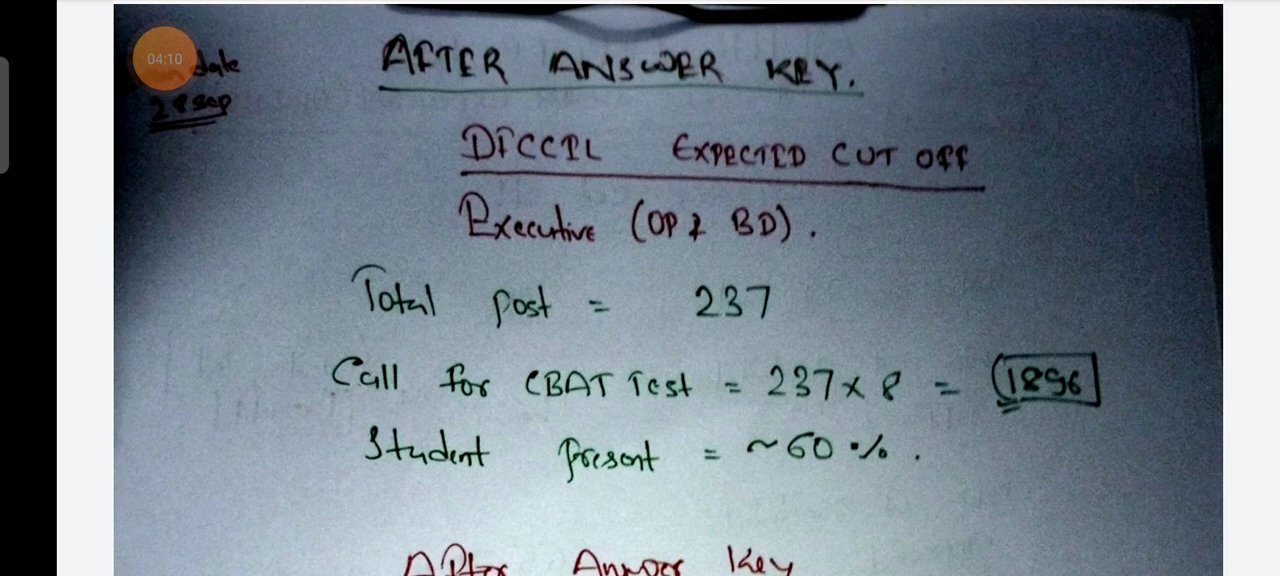 04:10
date
28 sep
AFTER ANSWER KEY.
DFCCIL EXPECTED CUT OFF
Executive (OP & BD).
Total post = 237
Call for CBAT Test = 237 x 8 = 1896
Student present = ~60 %.
After Answer Key